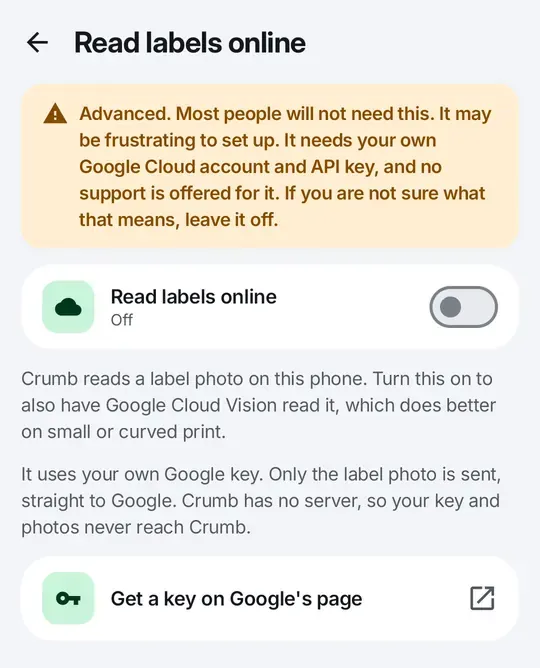 Read labels online
Advanced. Most people will not need this. It may
be frustrating to set up. It needs your own
Google Cloud account and API key, and no
support is offered for it. If you are not sure what
that means, leave it off.
Read labels online
Off
Crumb reads a label photo on this phone. Turn this on to
also have Google Cloud Vision read it, which does better
on small or curved print.
It uses your own Google key. Only the label photo is sent,
straight to Google. Crumb has no server, so your key and
photos never reach Crumb.
Get a key on Google's page